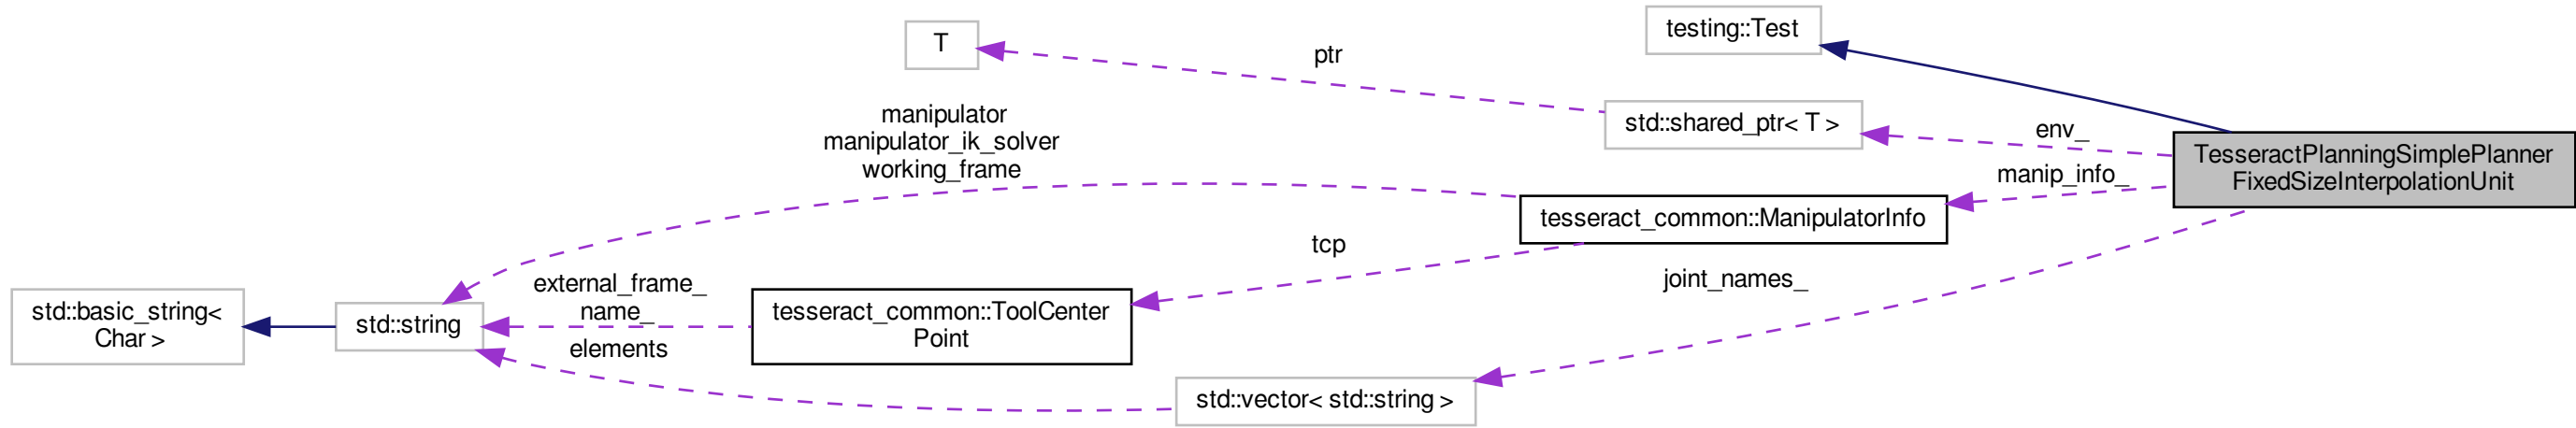 testing::Test
T
ptr
manipulator
manipulator_ik_solver
working_frame
std::shared_ptr< T >
env_
TesseractPlanningSimplePlanner
FixedSizeInterpolationUnit
manip_info_
tesseract_common::ManipulatorInfo
tcp
joint_names_
external_frame_
name_
elements
std::basic_string<
Char >
std::string
tesseract_common::ToolCenter
Point
std::vector< std::string >